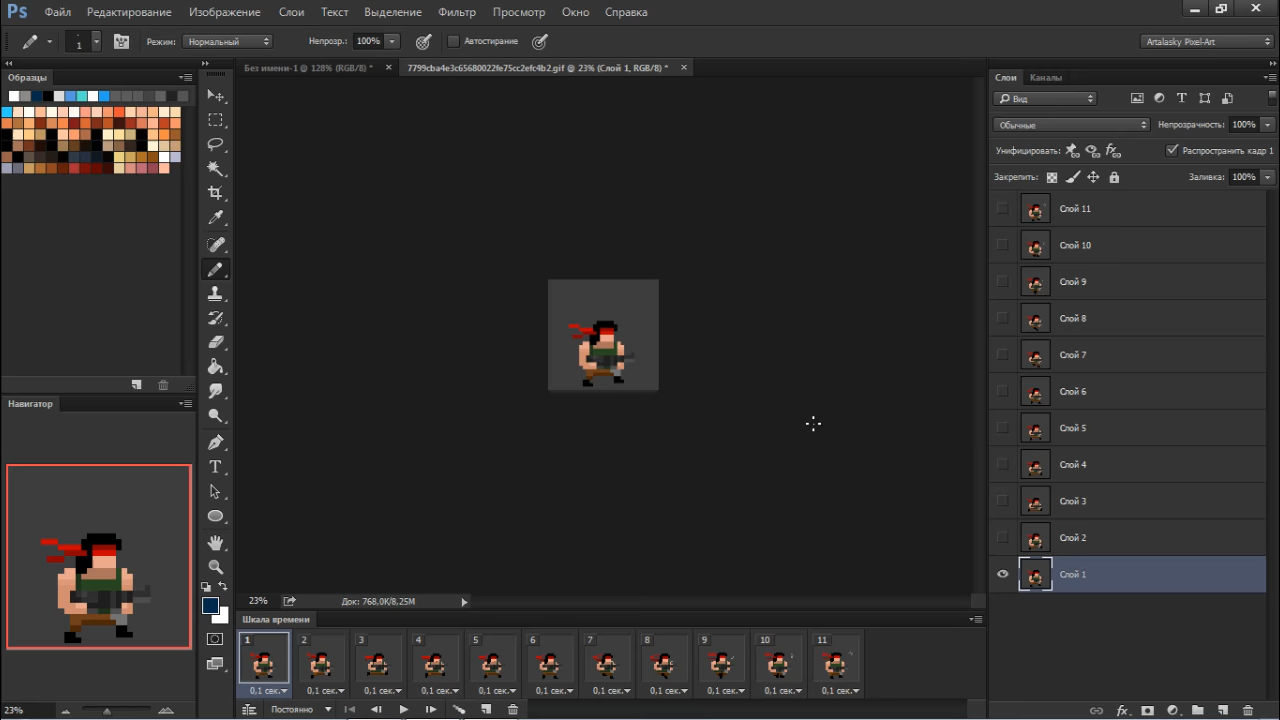 Ps Файл Редактирование Изображение Слои Текст Выделение Фильтр Просмотр Окно Справка
1 Режим: Нормальный Непрозр.: 100% Автостирание Artalasky Pixel-Art
Образцы
Без имени-1 @ 128% (RGB/8) * × 7799cba4e3c65680022fe75cc2efc4b2.gif @ 23% (Слой 1, RGB/8) * ×
Слои Каналы
Вид
Обычные Непрозрачность: 100%
Унифицировать: Распространить кадр 1
Закрепить: Заливка: 100%
Слой 11
Слой 10
Слой 9
Слой 8
Слой 7
Слой 6
Слой 5
Слой 4
Слой 3
Слой 2
Слой 1
Навигатор
23%
23% Док: 768,0K/8,25M
Шкала времени
1 2 3 4 5 6 7 8 9 10 11
0,1 сек. 0,1 сек. 0,1 сек. 0,1 сек. 0,1 сек. 0,1 сек. 0,1 сек. 0,1 сек. 0,1 сек. 0,1 сек. 0,1 сек.
Постоянно